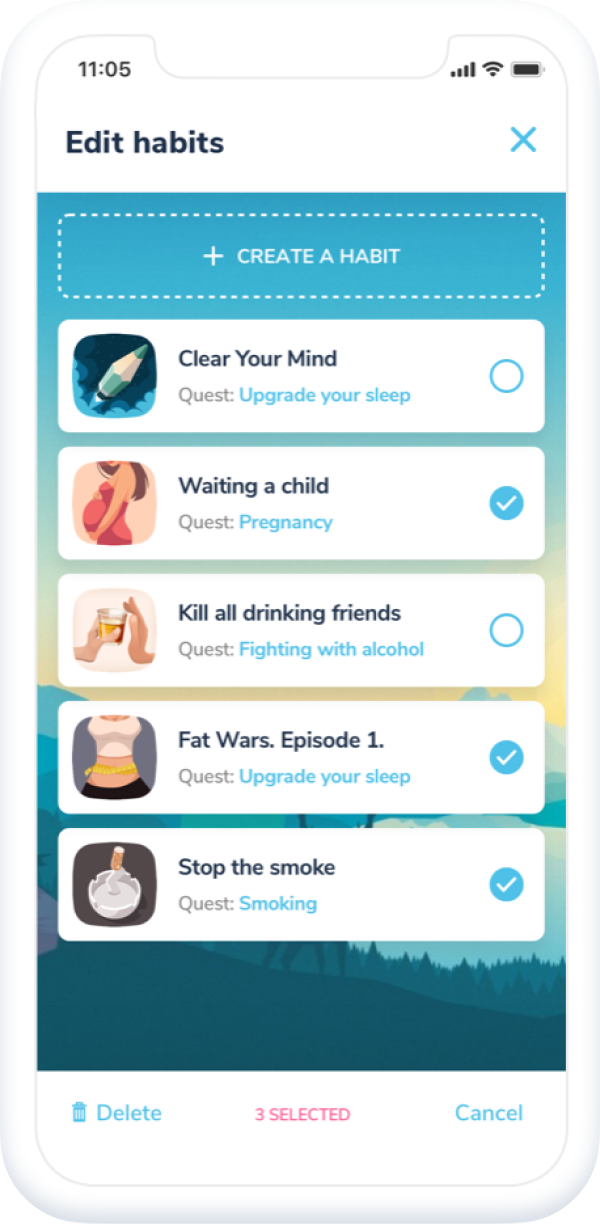 11:05
Edit habits
CREATE A HABIT
Clear Your Mind
Quest: Upgrade your sleep
Waiting a child
Quest: Pregnancy
Kill all drinking friends
Quest: Fighting with alcohol
Fat Wars. Episode 1.
Quest: Upgrade your sleep
Stop the smoke
Quest: Smoking
Delete 3 SELECTED Cancel